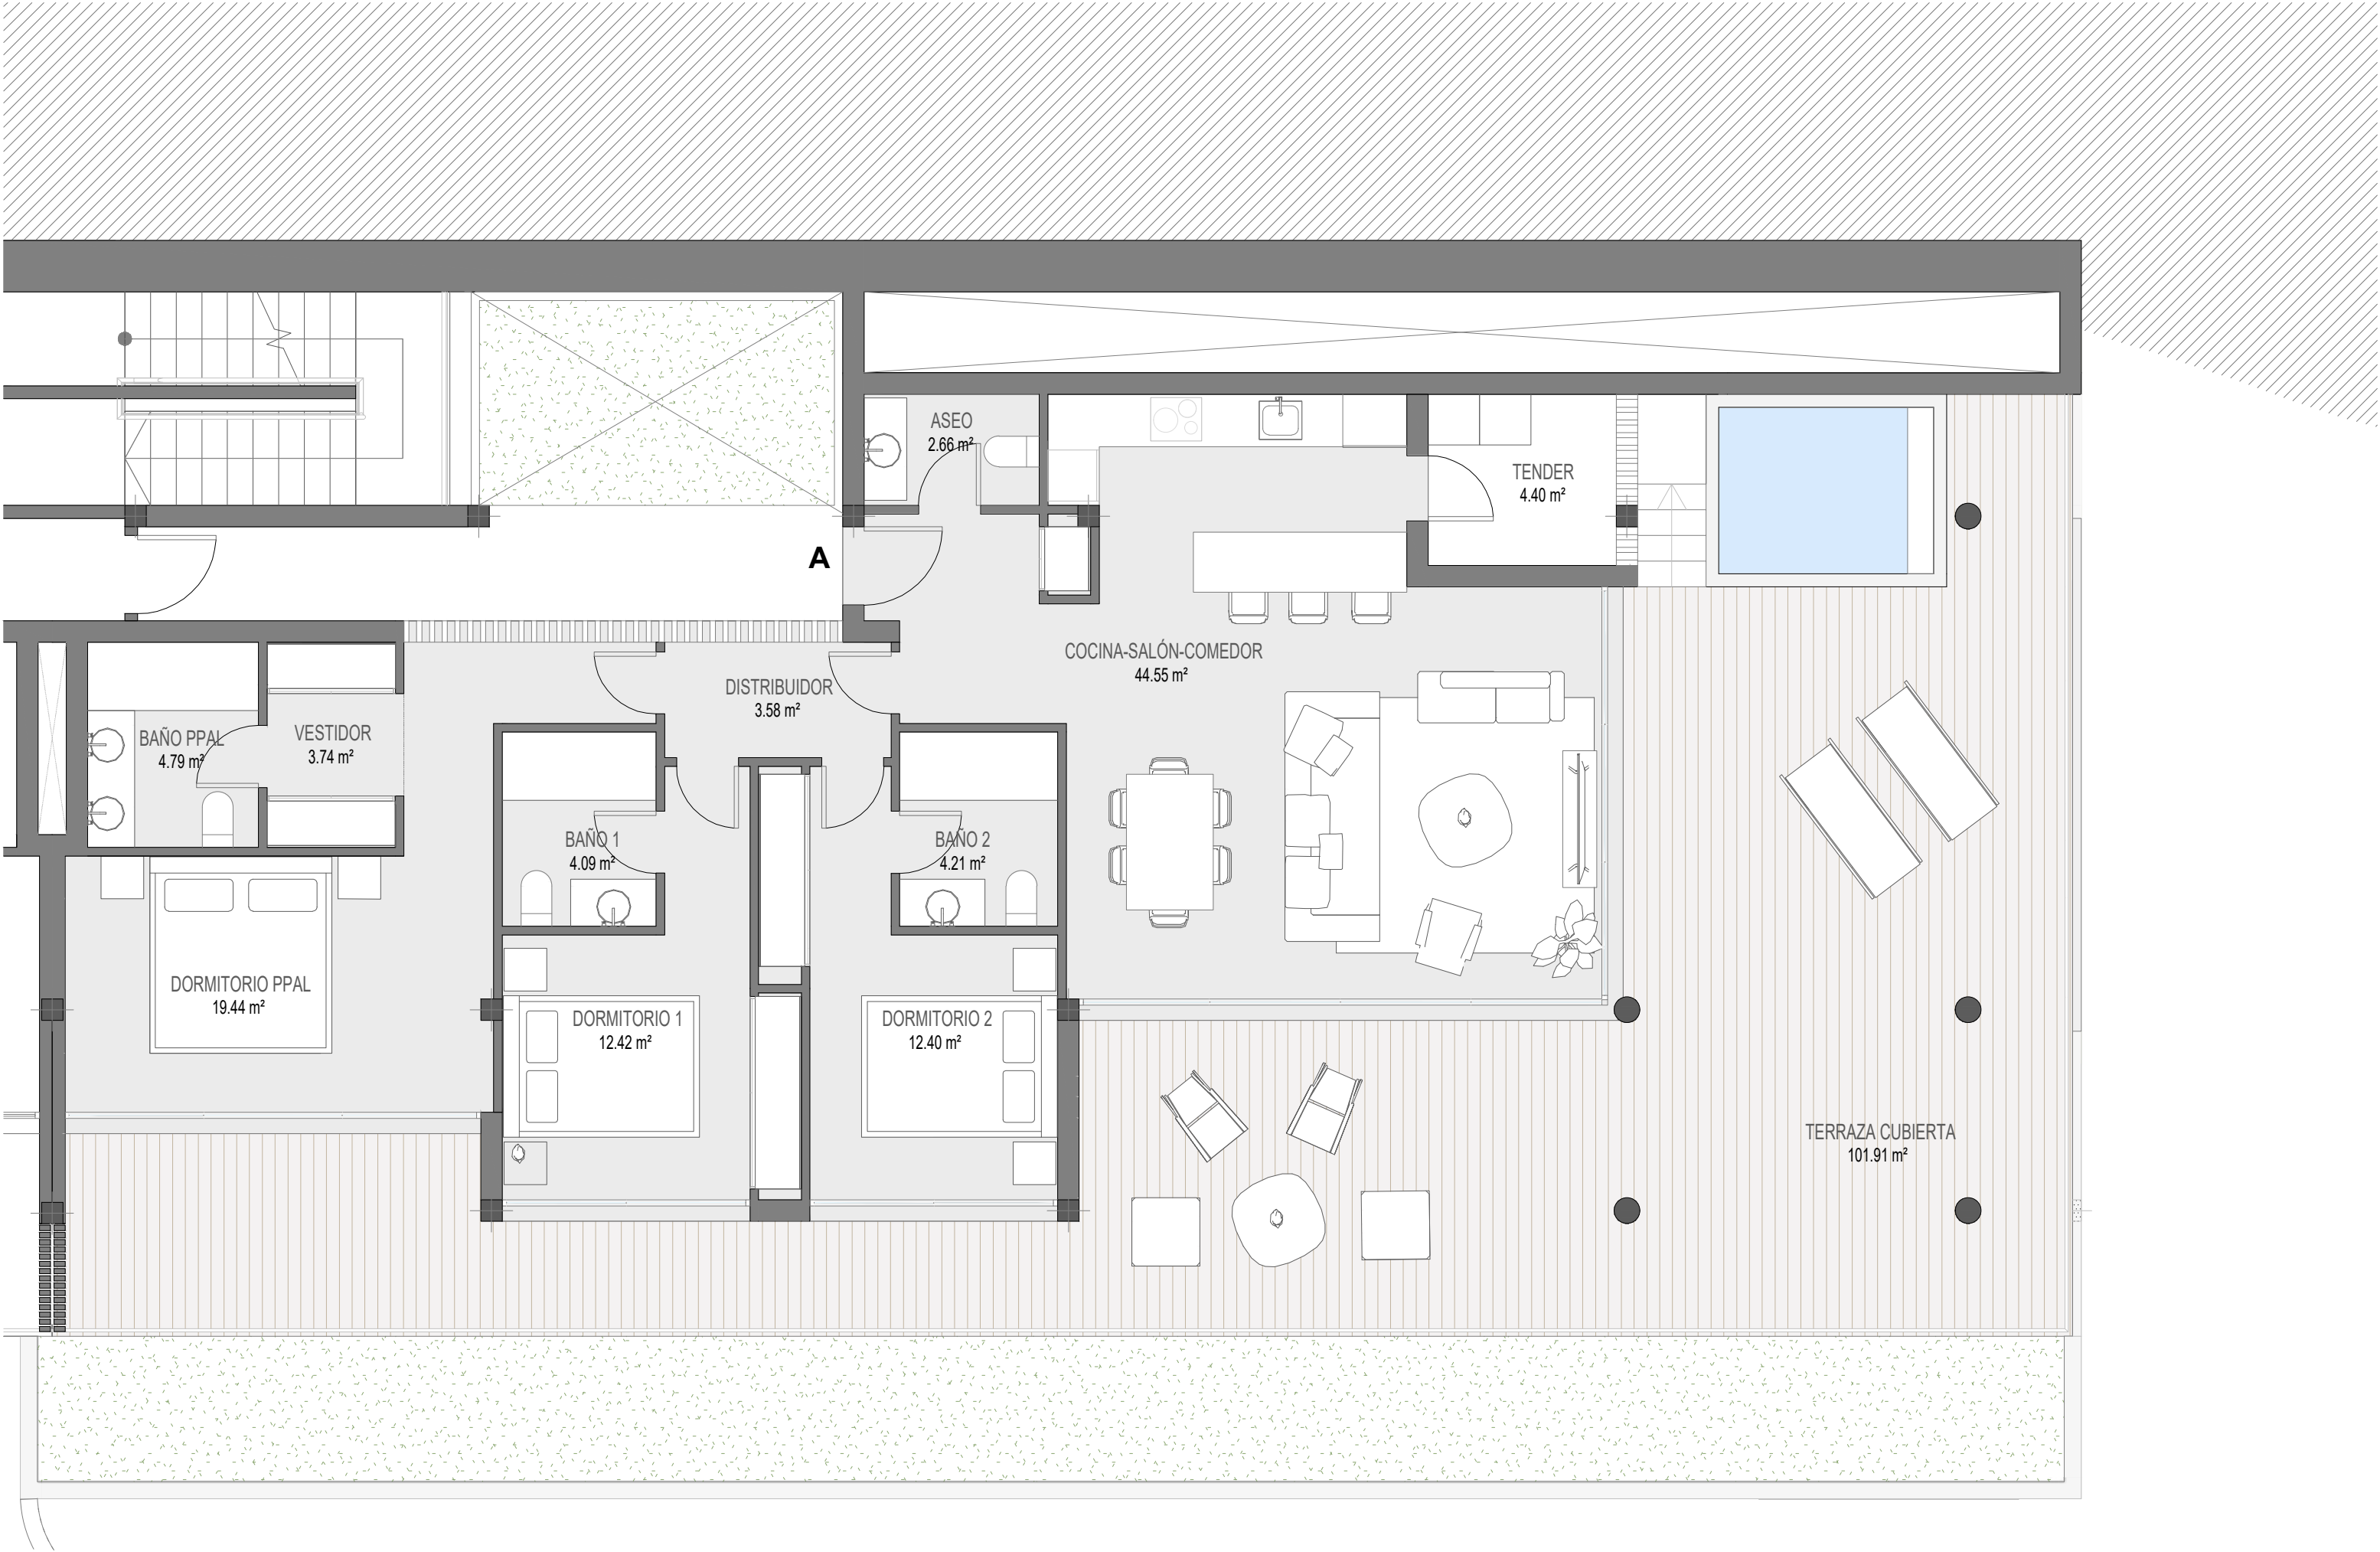 ASEO
2.66 m²
TENDER
4.40 m²
A
COCINA-SALÓN-COMEDOR
44.55 m²
DISTRIBUIDOR
3.58 m²
BAÑO PPAL
4.79 m²
VESTIDOR
3.74 m²
BAÑO 1
4.09 m²
BAÑO 2
4.21 m²
DORMITORIO PPAL
19.44 m²
DORMITORIO 1
12.42 m²
DORMITORIO 2
12.40 m²
TERRAZA CUBIERTA
101.91 m²